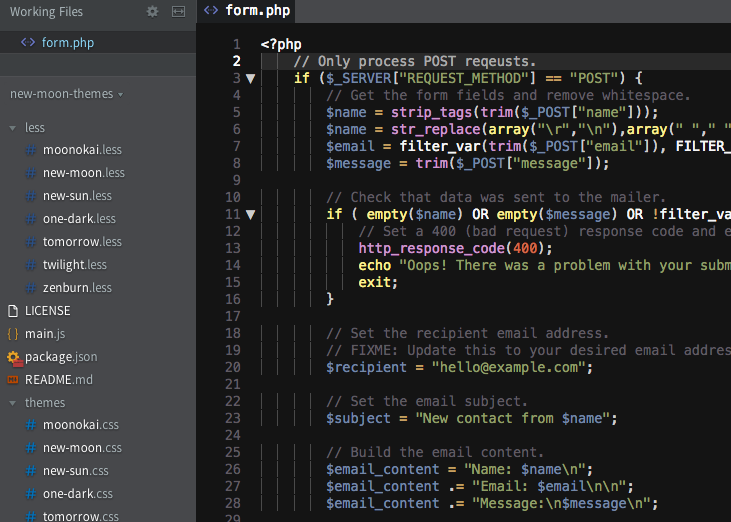 Working Files
form.php
new-moon-themes
less
moonokai.less
new-moon.less
new-sun.less
one-dark.less
tomorrow.less
twilight.less
zenburn.less
LICENSE
main.js
package.json
README.md
themes
moonokai.css
new-moon.css
new-sun.css
one-dark.css
tomorrow.css
<> form.php
1 <?php
2 // Only process POST reqeusts.
3 if ($_SERVER["REQUEST_METHOD"] == "POST") {
4 // Get the form fields and remove whitespace.
5 $name = strip_tags(trim($_POST["name"]));
6 $name = str_replace(array("\r","\n"),array(" "," "
7 $email = filter_var(trim($_POST["email"]), FILTER_
8 $message = trim($_POST["message"]);
9
10 // Check that data was sent to the mailer.
11 if ( empty($name) OR empty($message) OR !filter_va
12 // Set a 400 (bad request) response code and e
13 http_response_code(400);
14 echo "Oops! There was a problem with your subm
15 exit;
16 }
17
18 // Set the recipient email address.
19 // FIXME: Update this to your desired email addres
20 $recipient = "hello@example.com";
21
22 // Set the email subject.
23 $subject = "New contact from $name";
24
25 // Build the email content.
26 $email_content = "Name: $name\n";
27 $email_content .= "Email: $email\n\n";
28 $email_content .= "Message:\n$message\n";
29